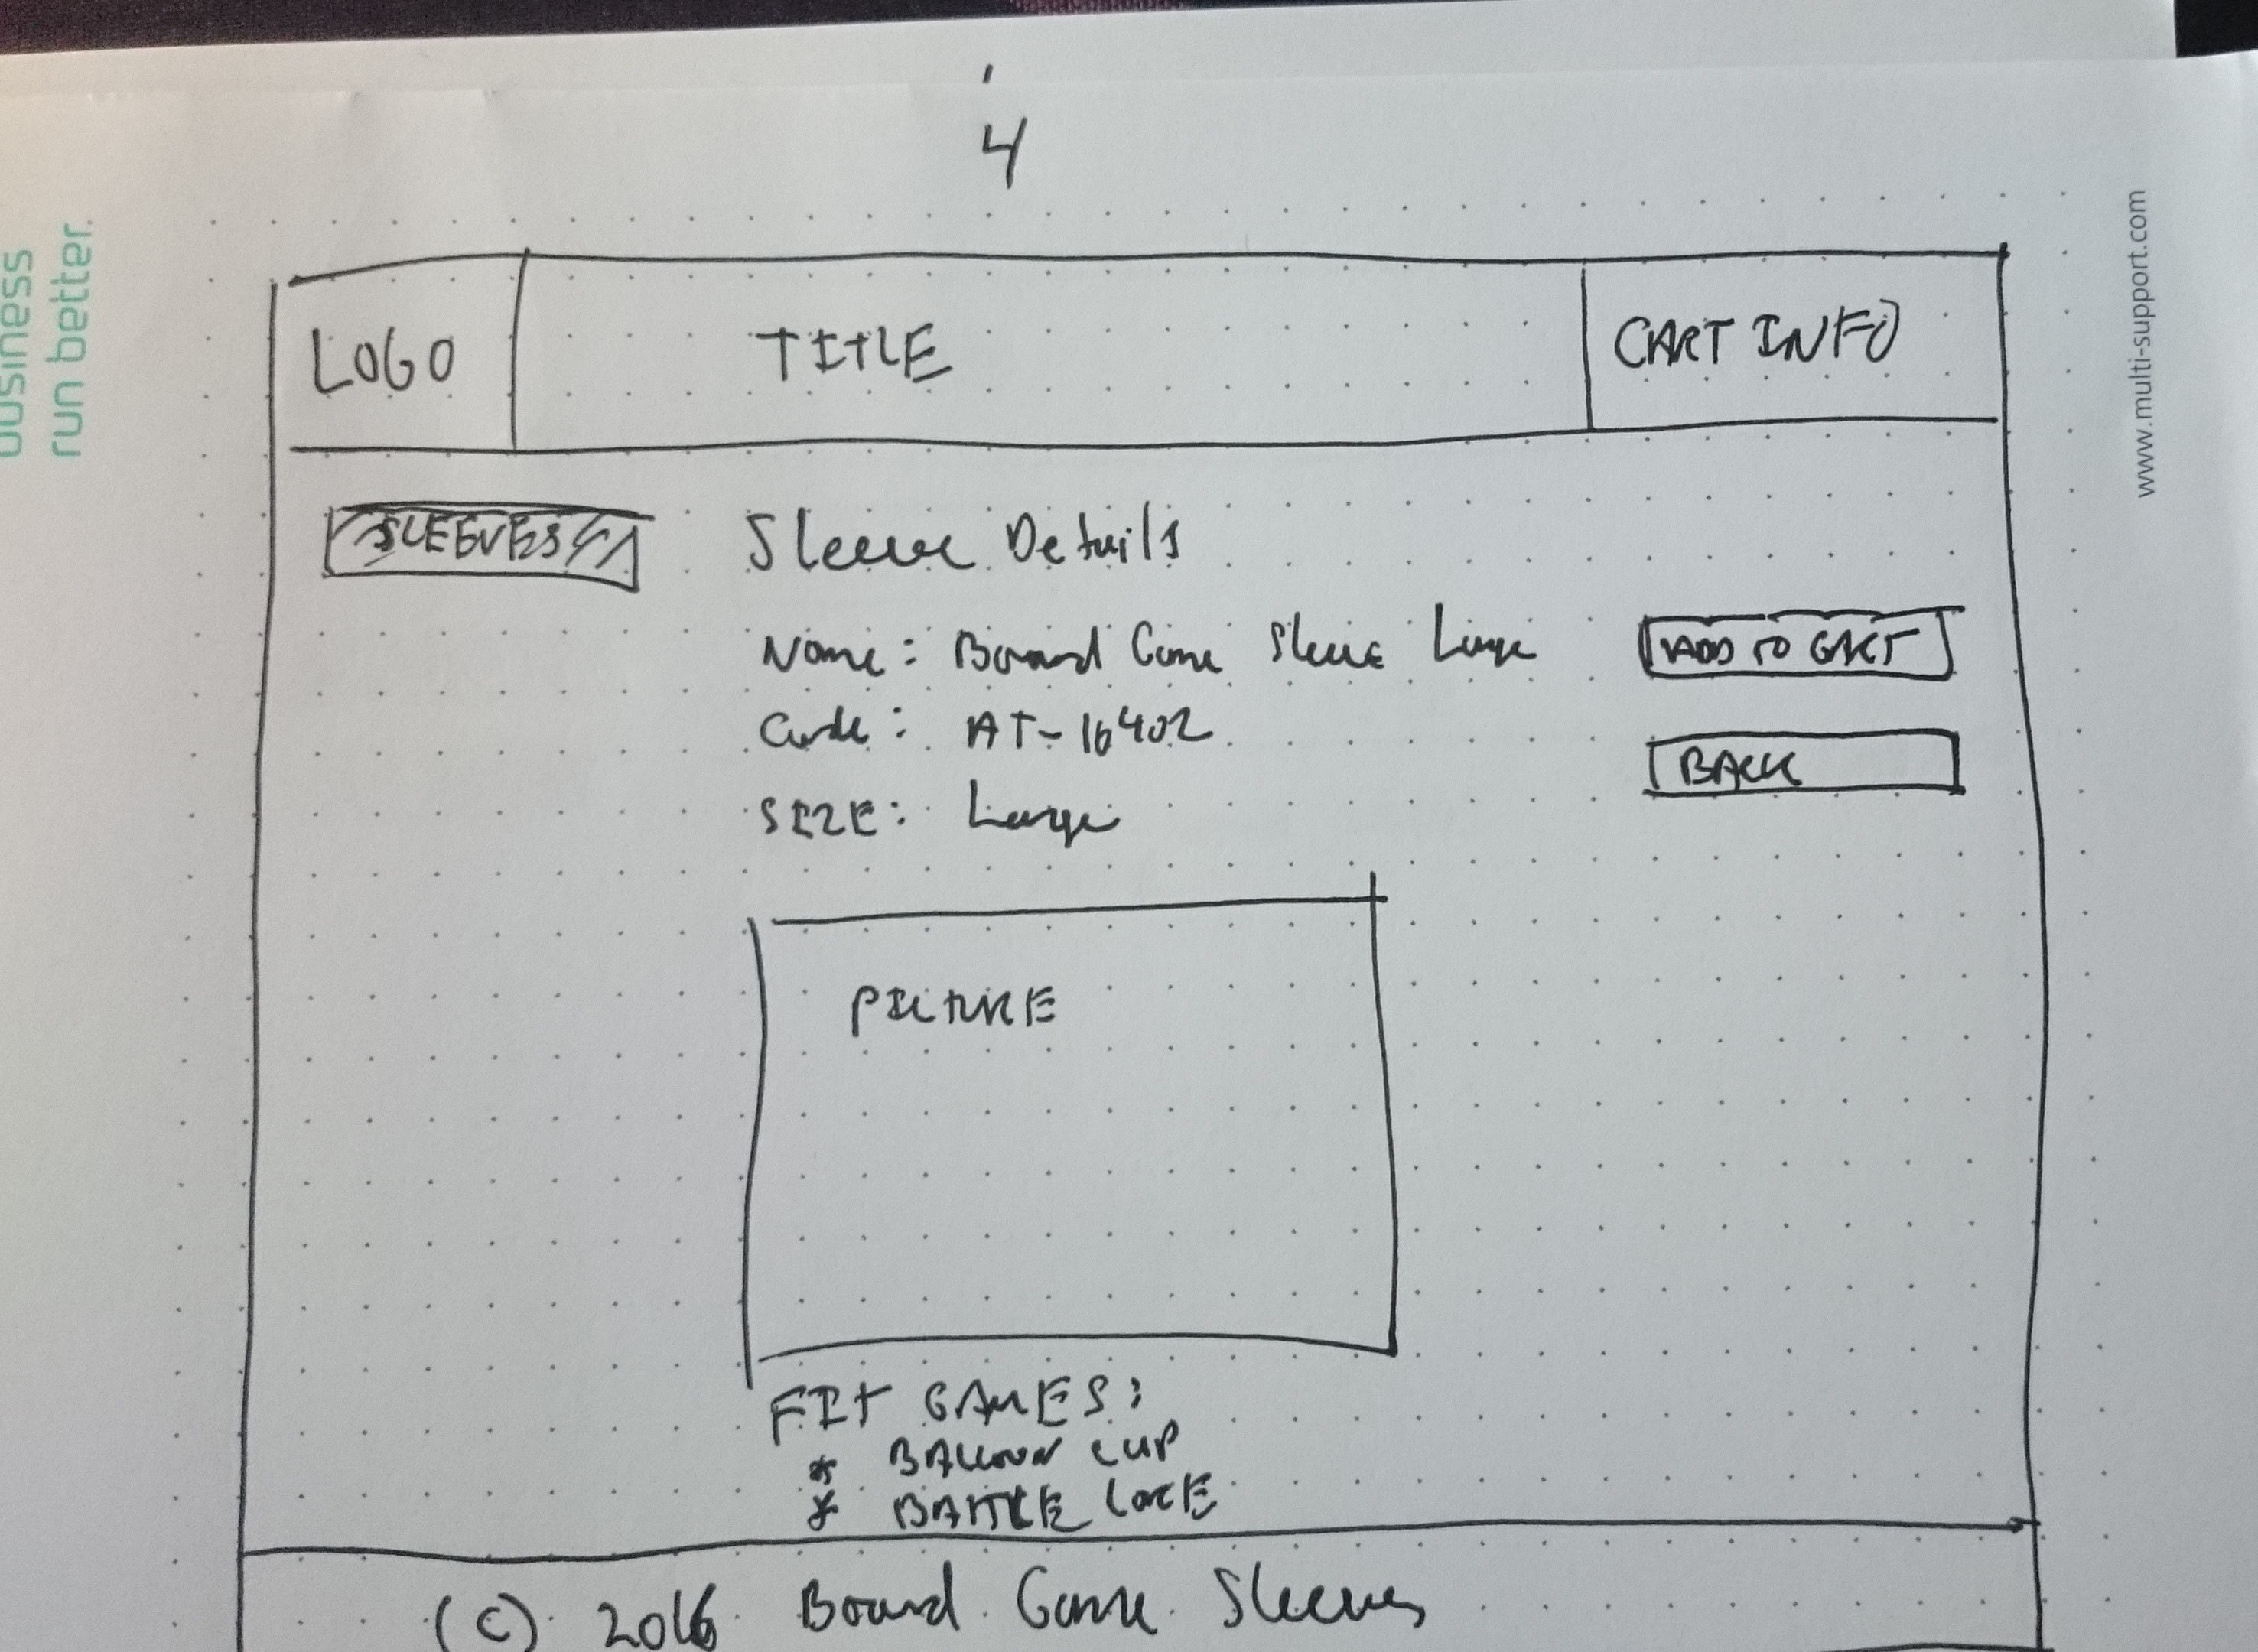 4
business
run better.
www.multi-support.com
LOGO
TITLE
CART INFO
SLEEVES
Sleeve Details
Name: Board Game Sleeve Large
ADD TO CART
Code: AT-16402
BACK
SIZE: Large
PICTURE
FIT GAMES:
* BALLOON CUP
* BATTLE LORE
(C) 2016 Board Game Sleeves